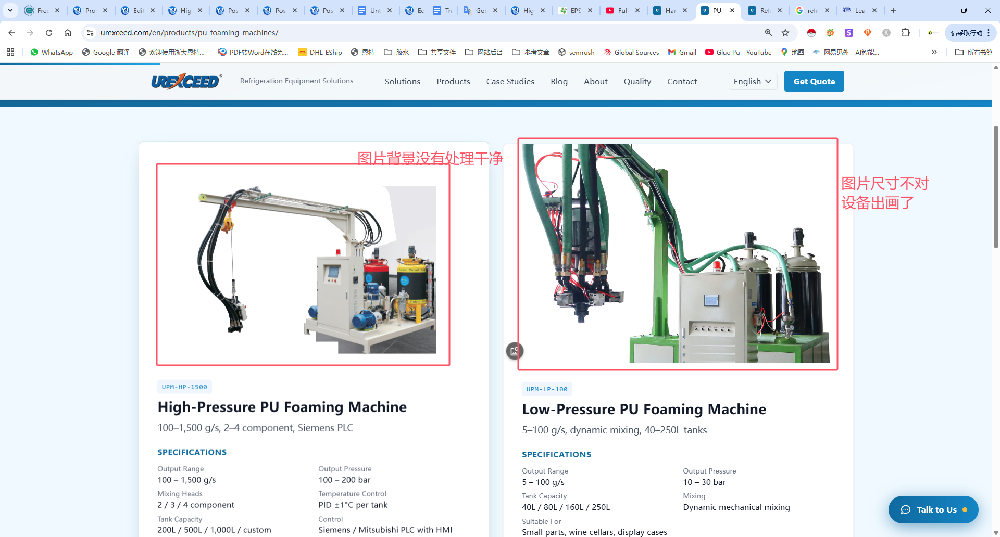 Free
Pro
Edit
Hig
Pos
Pos
Pos
Unt
Ed
Tra
Goo
Hig
EPS
Full
Har
PU
Refr
refr
Lea
urexceed.com/en/products/pu-foaming-machines/
请采取行动
WhatsApp
Google 翻译
欢迎使用浙大恩特...
PDF转Word在线免...
DHL-EShip
恩特
胶水
共享文件
网站后台
参考文章
semrush
Global Sources
Gmail
Glue Pu - YouTube
地图
网易见外 - AI智能...
所有书签
UREXCEED®
Refrigeration Equipment Solutions
Solutions
Products
Case Studies
Blog
About
Quality
Contact
English
Get Quote
图片背景没有处理干净
图片尺寸不对
设备出画了
UPM-HP-1500
High-Pressure PU Foaming Machine
100–1,500 g/s, 2–4 component, Siemens PLC
SPECIFICATIONS
Output Range
100 – 1,500 g/s
Output Pressure
100 – 200 bar
Mixing Heads
2 / 3 / 4 component
Temperature Control
PID ±1°C per tank
Tank Capacity
200L / 500L / 1,000L / custom
Control
Siemens / Mitsubishi PLC with HMI
UPM-LP-100
Low-Pressure PU Foaming Machine
5–100 g/s, dynamic mixing, 40–250L tanks
SPECIFICATIONS
Output Range
5 – 100 g/s
Output Pressure
10 – 30 bar
Tank Capacity
40L / 80L / 160L / 250L
Mixing
Dynamic mechanical mixing
Suitable For
Small parts, wine cellars, display cases
Talk to Us